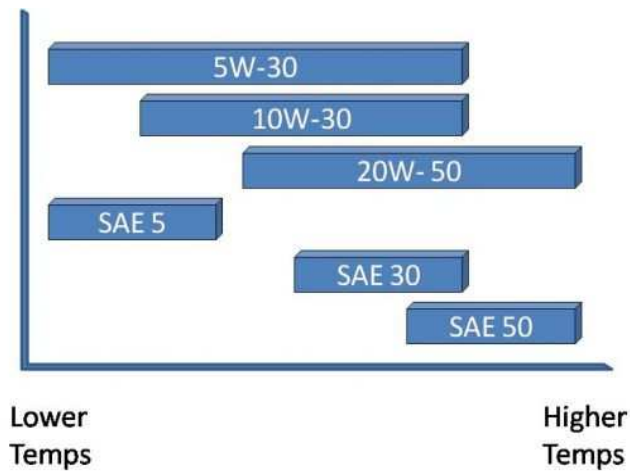 5W-30
10W-30
20W- 50
SAE 5
SAE 30
SAE 50
Lower
Temps
Higher
Temps